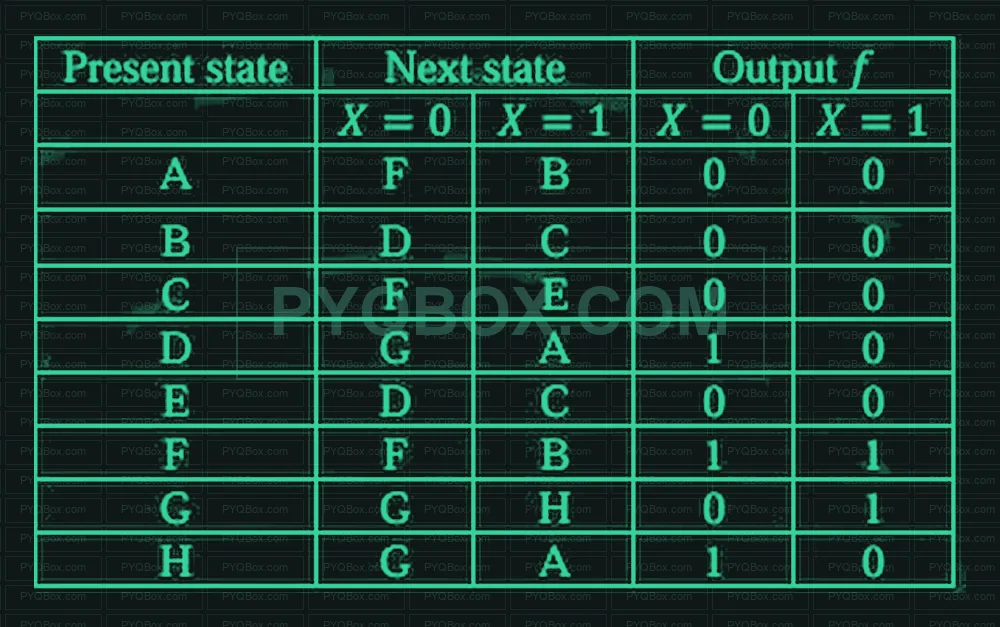 Present state Next state Output f
X = 0 X = 1 X = 0 X = 1
A F B 0 0
B D C 0 0
C F E 0 0
D G A 1 0
E D C 0 0
F F B 1 1
G G H 0 1
H G A 1 0
PYQBOX.COM